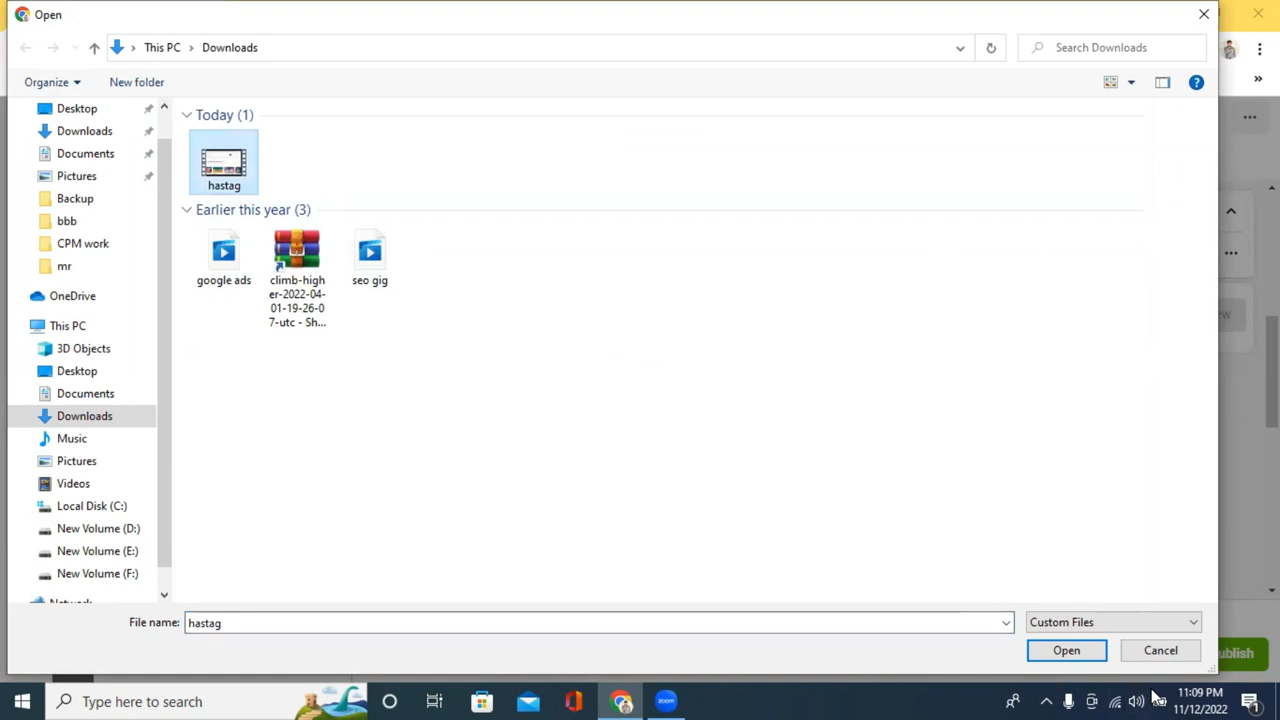 Open
This PC
Downloads
Search Downloads
Organize
New folder
Desktop
Downloads
Documents
Pictures
Backup
bbb
CPM work
mr
OneDrive
This PC
3D Objects
Desktop
Documents
Downloads
Music
Pictures
Videos
Local Disk (C:)
New Volume (D:)
New Volume (E:)
New Volume (F:)
Today (1)
hastag
Earlier this year (3)
google ads
climb-high
er-2022-04-
01-19-26-0
7-utc - Sh...
seo gig
File name:
hastag
Custom Files
Open
Cancel
Type here to search
zoom
11:09 PM
11/12/2022
1